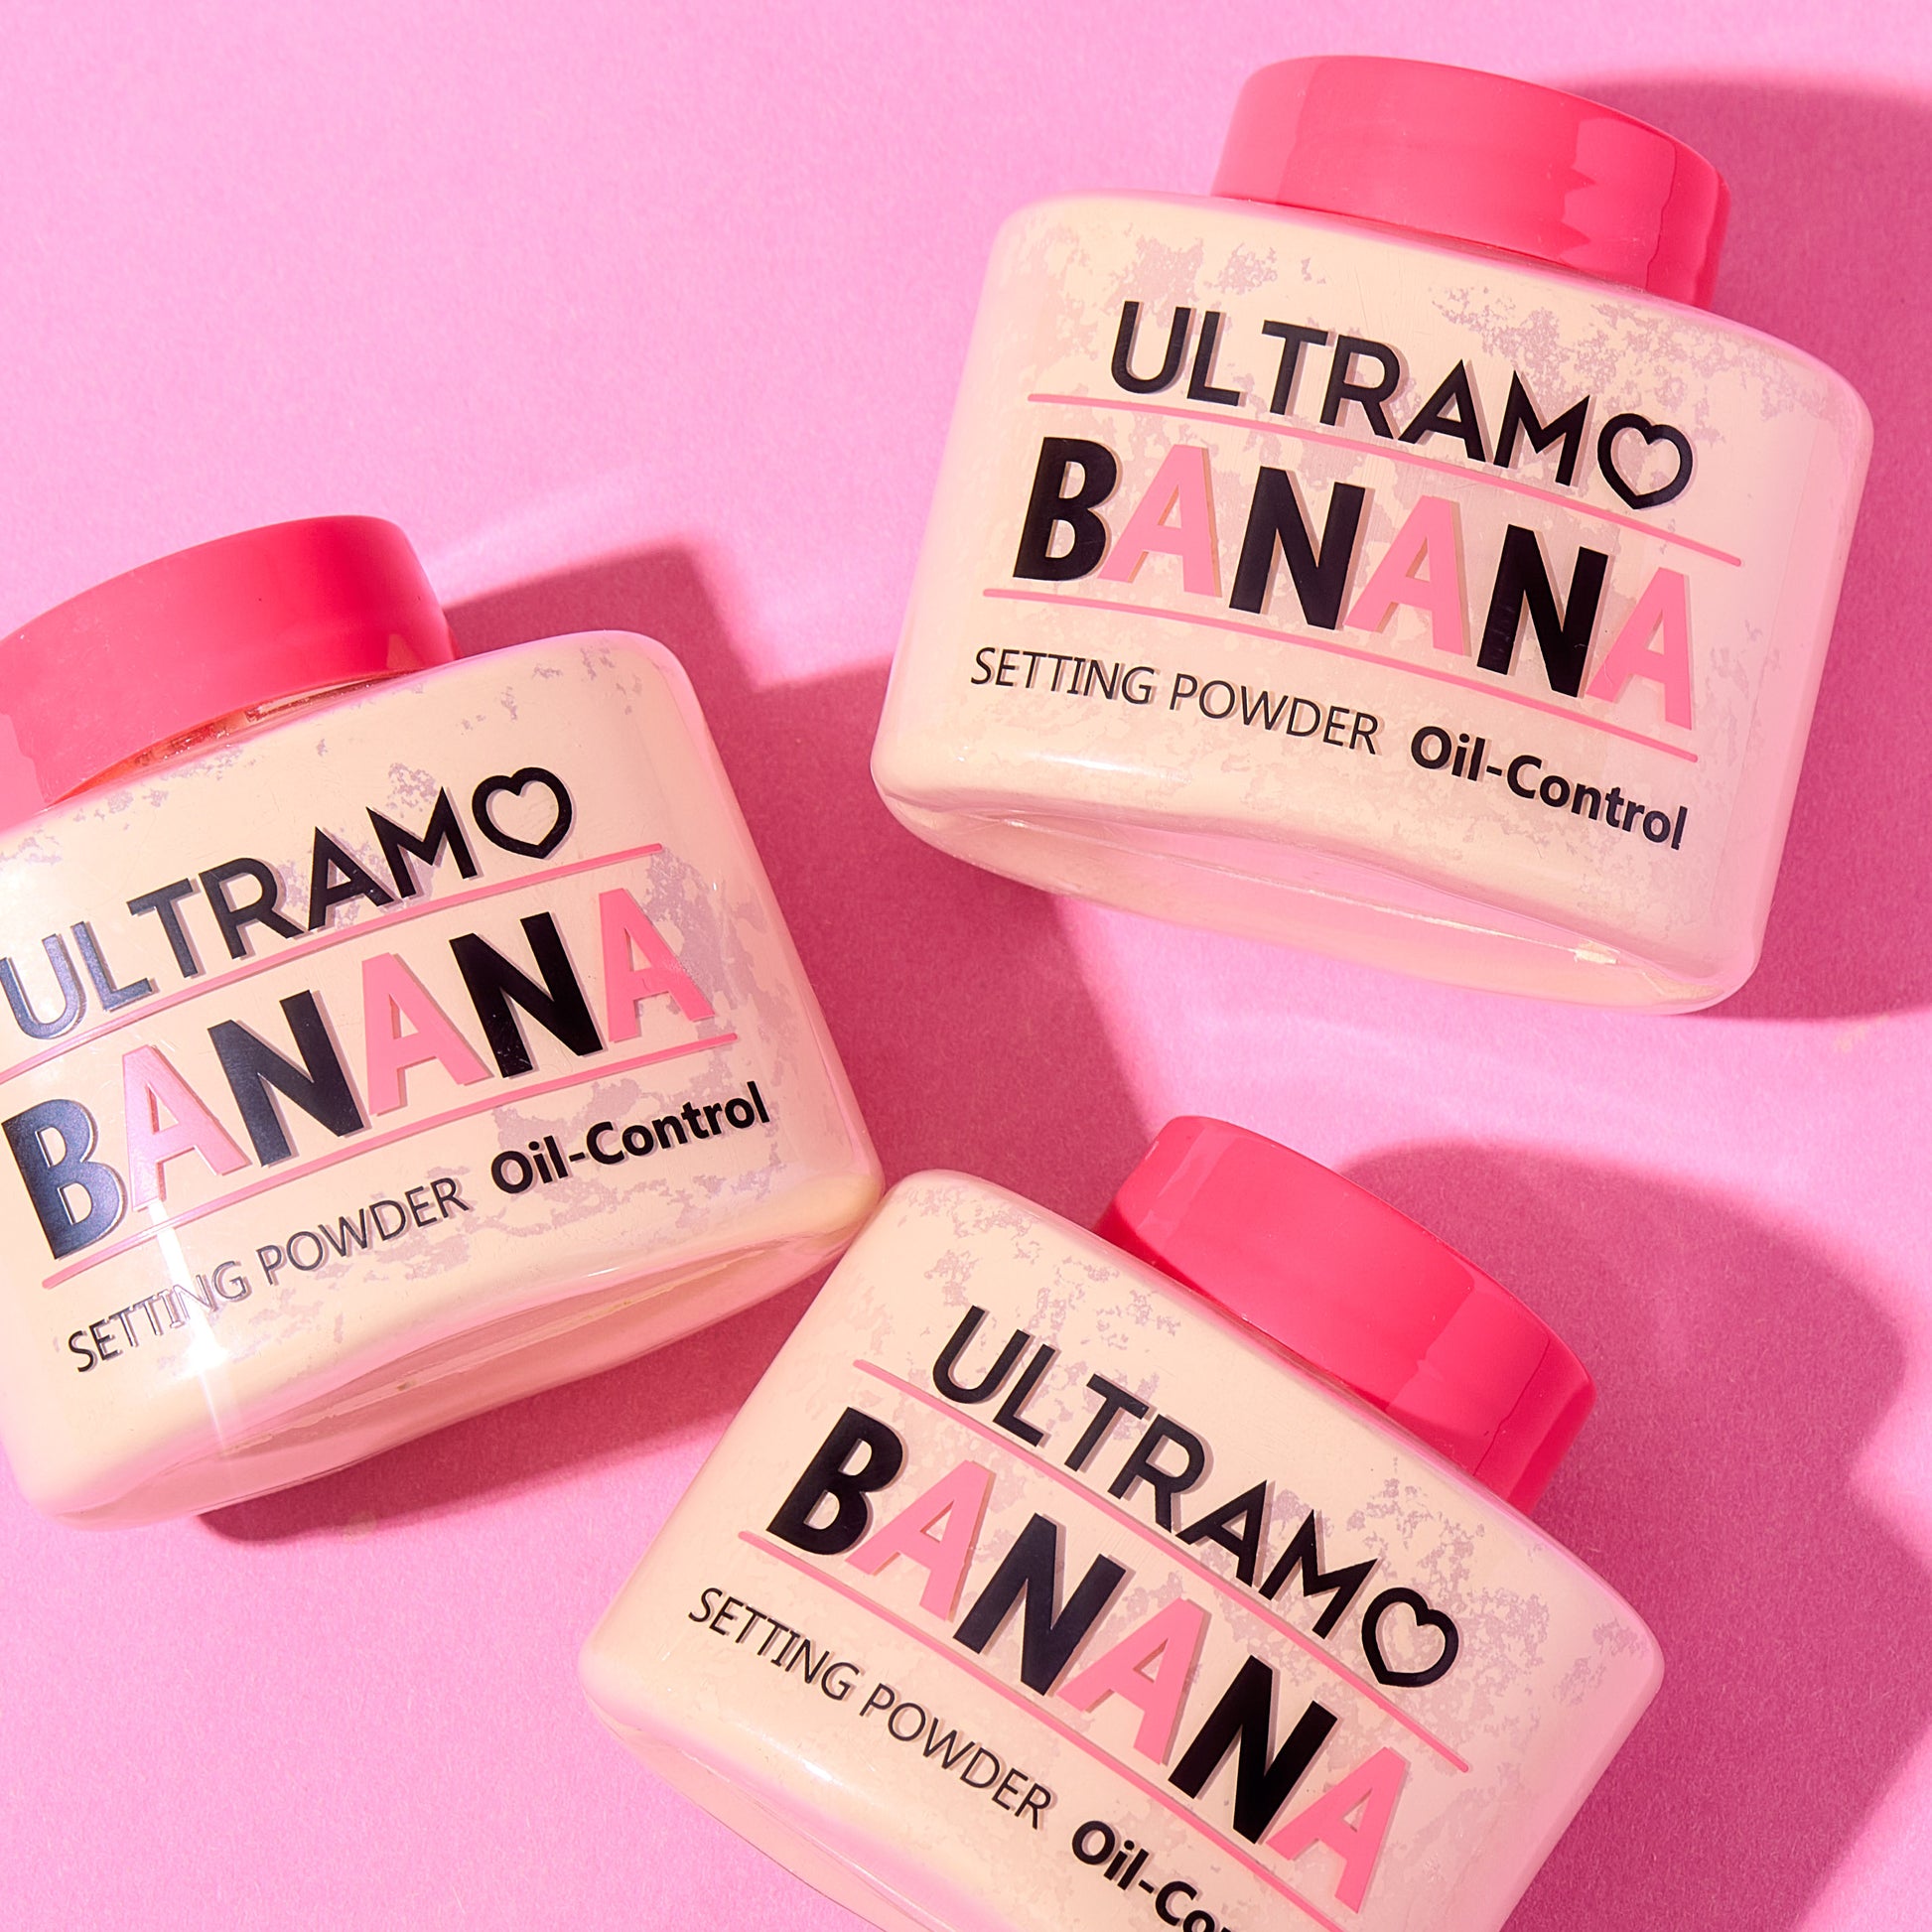 ULTRAMO
BANANA
SETTING POWDER Oil-Control
ULTRAMO
BANANA
SETTING POWDER Oil-Control
ULTRAMO
BANANA
SETTING POWDER Oil-Co